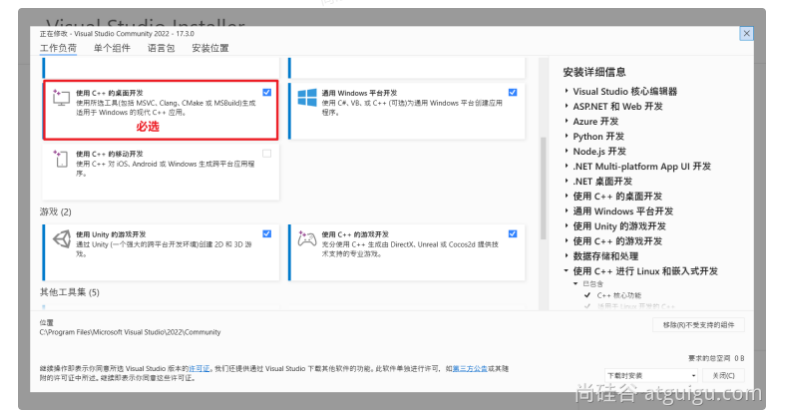 Visual Studio Installer
正在修改 - Visual Studio Community 2022 - 17.3.0
工作负荷 单个组件 语言包 安装位置
使用 C++ 的桌面开发
使用所选工具(包括 MSVC、Clang、CMake 或 MSBuild)生成
适用于 Windows 的现代 C++ 应用。
必选
通用 Windows 平台开发
使用 C#、VB、或 C++ (可选)为通用 Windows 平台创建应用
程序。
使用 C++ 的移动开发
使用 C++ 对 iOS、Android 或 Windows 生成跨平台应用程
序。
游戏 (2)
使用 Unity 的游戏开发
通过 Unity (一个强大的跨平台开发环境)创建 2D 和 3D 游
戏。
使用 C++ 的游戏开发
充分使用 C++ 生成由 DirectX、Unreal 或 Cocos2d 提供技
术支持的专业游戏。
其他工具集 (5)
安装详细信息
Visual Studio 核心编辑器
ASP.NET 和 Web 开发
Azure 开发
Python 开发
Node.js 开发
.NET Multi-platform App UI 开发
.NET 桌面开发
使用 C++ 的桌面开发
通用 Windows 平台开发
使用 Unity 的游戏开发
使用 C++ 的游戏开发
数据存储和处理
使用 C++ 进行 Linux 和嵌入式开发
已包含
C++ 核心功能
适用于 Linux 开发的 C++
位置
C:\Program Files\Microsoft Visual Studio\2022\Community
移除(R)不受支持的组件
要求的总空间 0 B
继续操作即表示你同意所选 Visual Studio 版本的许可证。我们还提供通过 Visual Studio 下载其他软件的功能。此软件单独进行许可，如第三方公告或其随
附的许可证中所述。继续即表示你同意这些许可证。
下载时安装 关闭(C)
尚硅谷 atguigu.com